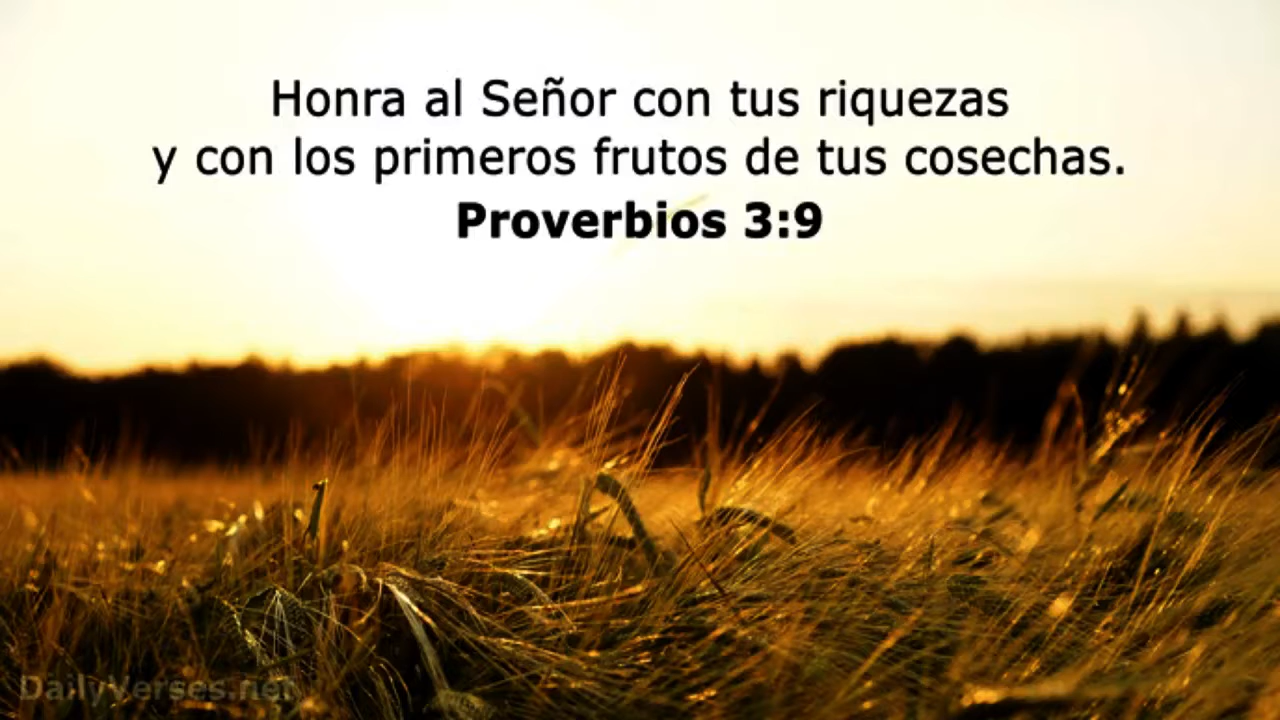 Honra al Señor con tus riquezas
y con los primeros frutos de tus cosechas.
Proverbios 3:9
DailyVerses.net